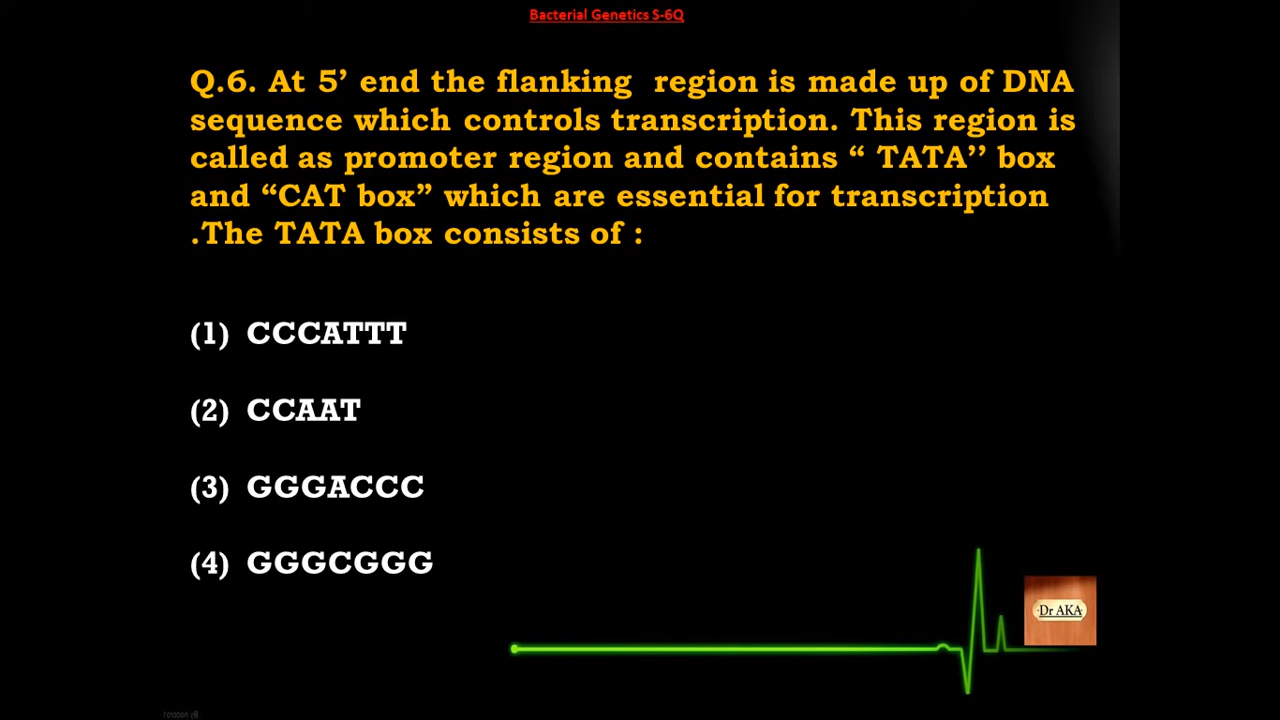 Bacterial Genetics S-6Q
Q.6. At 5’ end the flanking region is made up of DNA
sequence which controls transcription. This region is
called as promoter region and contains “ TATA’’ box
and “CAT box” which are essential for transcription
.The TATA box consists of :
(1) CCCATTT
(2) CCAAT
(3) GGGACCC
(4) GGGCGGG
Dr AKA